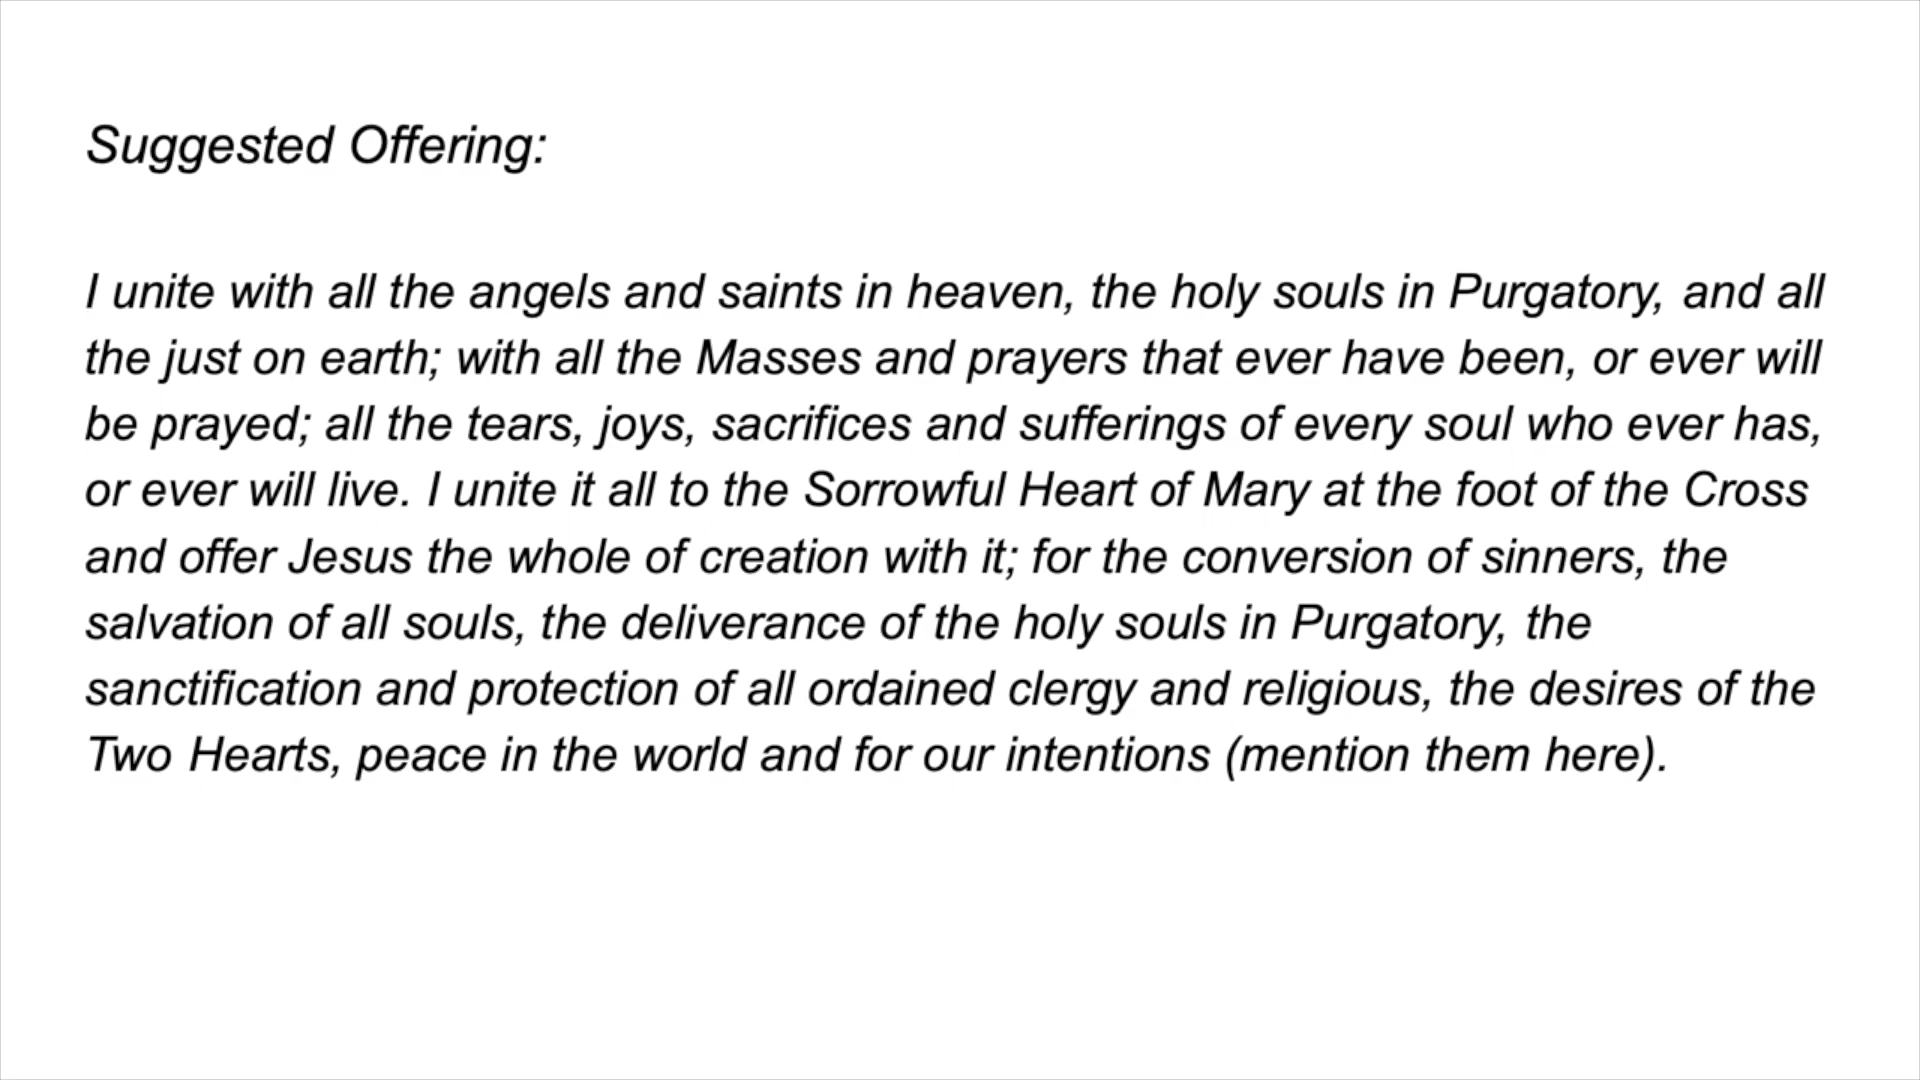 Suggested Offering:
I unite with all the angels and saints in heaven, the holy souls in Purgatory, and all
the just on earth; with all the Masses and prayers that ever have been, or ever will
be prayed; all the tears, joys, sacrifices and sufferings of every soul who ever has,
or ever will live. I unite it all to the Sorrowful Heart of Mary at the foot of the Cross
and offer Jesus the whole of creation with it; for the conversion of sinners, the
salvation of all souls, the deliverance of the holy souls in Purgatory, the
sanctification and protection of all ordained clergy and religious, the desires of the
Two Hearts, peace in the world and for our intentions (mention them here).